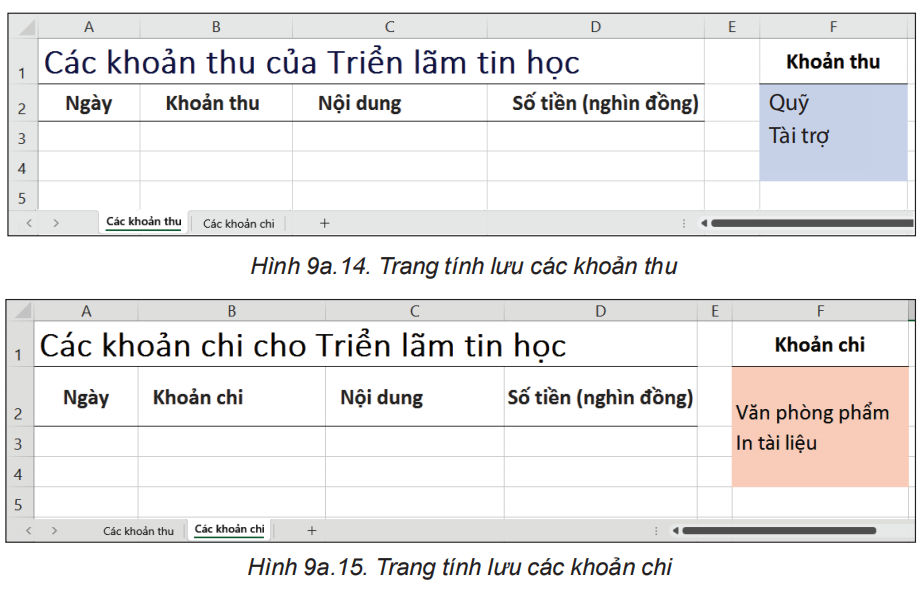 A B C D E F
1 Các khoản thu của Triển lãm tin học Khoản thu
2 Ngày Khoản thu Nội dung Số tiền (nghìn đồng) Quỹ
3 Tài trợ
4
5
< > Các khoản thu Các khoản chi +
Hình 9a.14. Trang tính lưu các khoản thu
A B C D E F
1 Các khoản chi cho Triển lãm tin học Khoản chi
2 Ngày Khoản chi Nội dung Số tiền (nghìn đồng) Văn phòng phẩm
3 In tài liệu
4
5
< > Các khoản thu Các khoản chi +
Hình 9a.15. Trang tính lưu các khoản chi